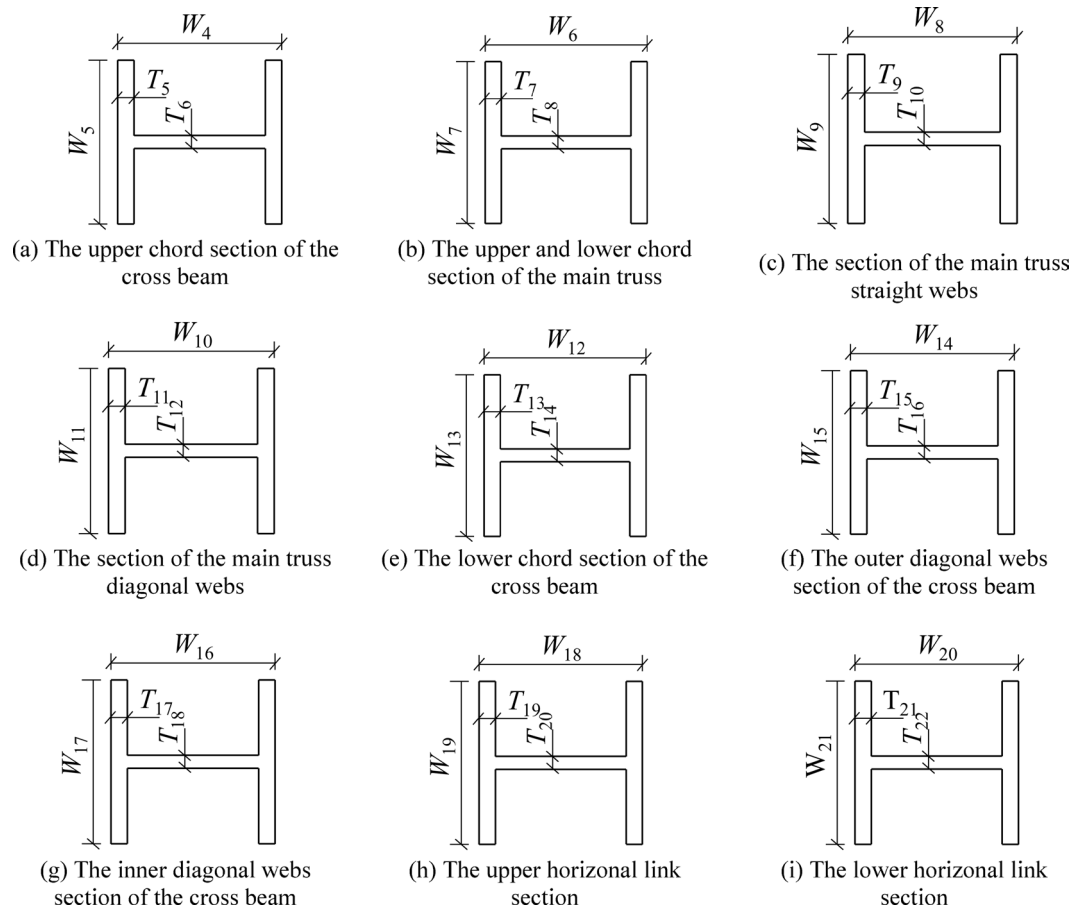 W₄
T₅
T₆
W₅
(a) The upper chord section of the
cross beam
W₆
T₇
T₈
W₇
(b) The upper and lower chord
section of the main truss
W₈
T₉
T₁₀
W₉
(c) The section of the main truss
straight webs
W₁₀
T₁₁
T₁₂
W₁₁
(d) The section of the main truss
diagonal webs
W₁₂
T₁₃
T₁₄
W₁₃
(e) The lower chord section of the
cross beam
W₁₄
T₁₅
T₁₆
W₁₅
(f) The outer diagonal webs
section of the cross beam
W₁₆
T₁₇
T₁₈
W₁₇
(g) The inner diagonal webs
section of the cross beam
W₁₈
T₁₉
T₂₀
W₁₉
(h) The upper horizonal link
section
W₂₀
T₂₁
T₂₂
W₂₁
(i) The lower horizonal link
section